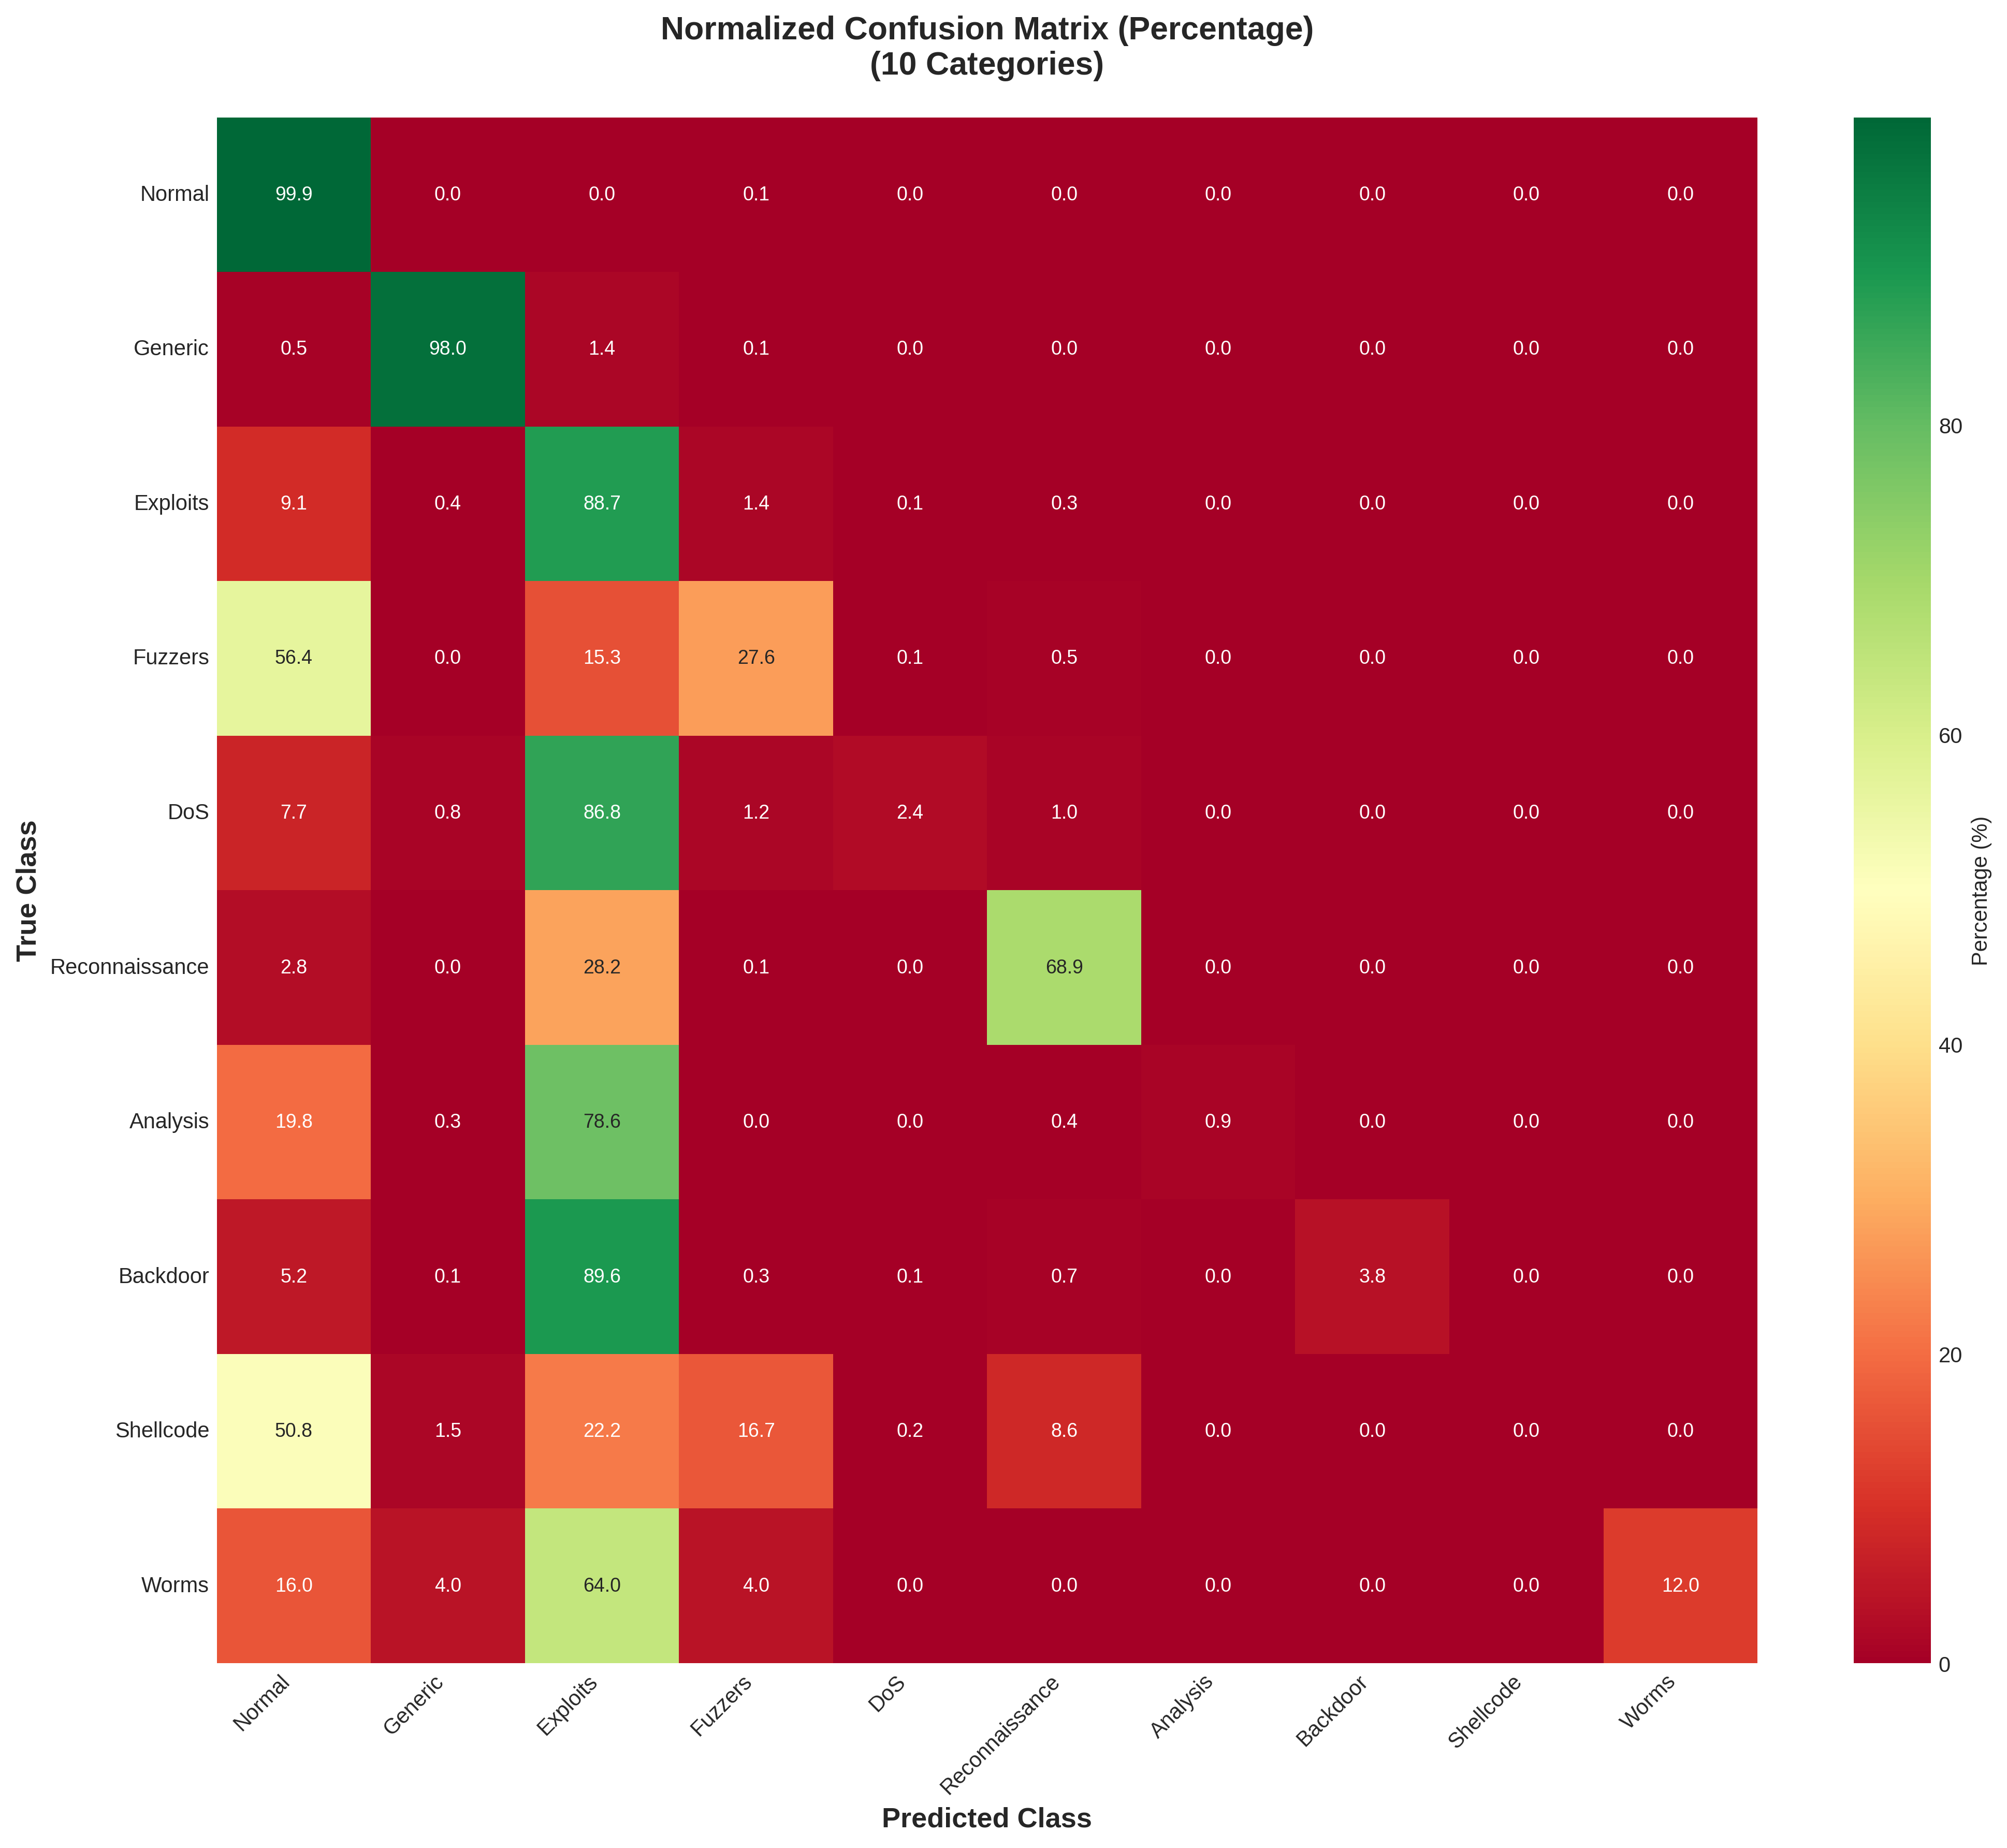 Normalized Confusion Matrix (Percentage)
(10 Categories)
True Class
Normal 99.9 0.0 0.0 0.1 0.0 0.0 0.0 0.0 0.0 0.0
Generic 0.5 98.0 1.4 0.1 0.0 0.0 0.0 0.0 0.0 0.0
Exploits 9.1 0.4 88.7 1.4 0.1 0.3 0.0 0.0 0.0 0.0
Fuzzers 56.4 0.0 15.3 27.6 0.1 0.5 0.0 0.0 0.0 0.0
DoS 7.7 0.8 86.8 1.2 2.4 1.0 0.0 0.0 0.0 0.0
Reconnaissance 2.8 0.0 28.2 0.1 0.0 68.9 0.0 0.0 0.0 0.0
Analysis 19.8 0.3 78.6 0.0 0.0 0.4 0.9 0.0 0.0 0.0
Backdoor 5.2 0.1 89.6 0.3 0.1 0.7 0.0 3.8 0.0 0.0
Shellcode 50.8 1.5 22.2 16.7 0.2 8.6 0.0 0.0 0.0 0.0
Worms 16.0 4.0 64.0 4.0 0.0 0.0 0.0 0.0 0.0 12.0
Normal Generic Exploits Fuzzers DoS Reconnaissance Analysis Backdoor Shellcode Worms
Predicted Class
80
60
40
20
0
Percentage (%)